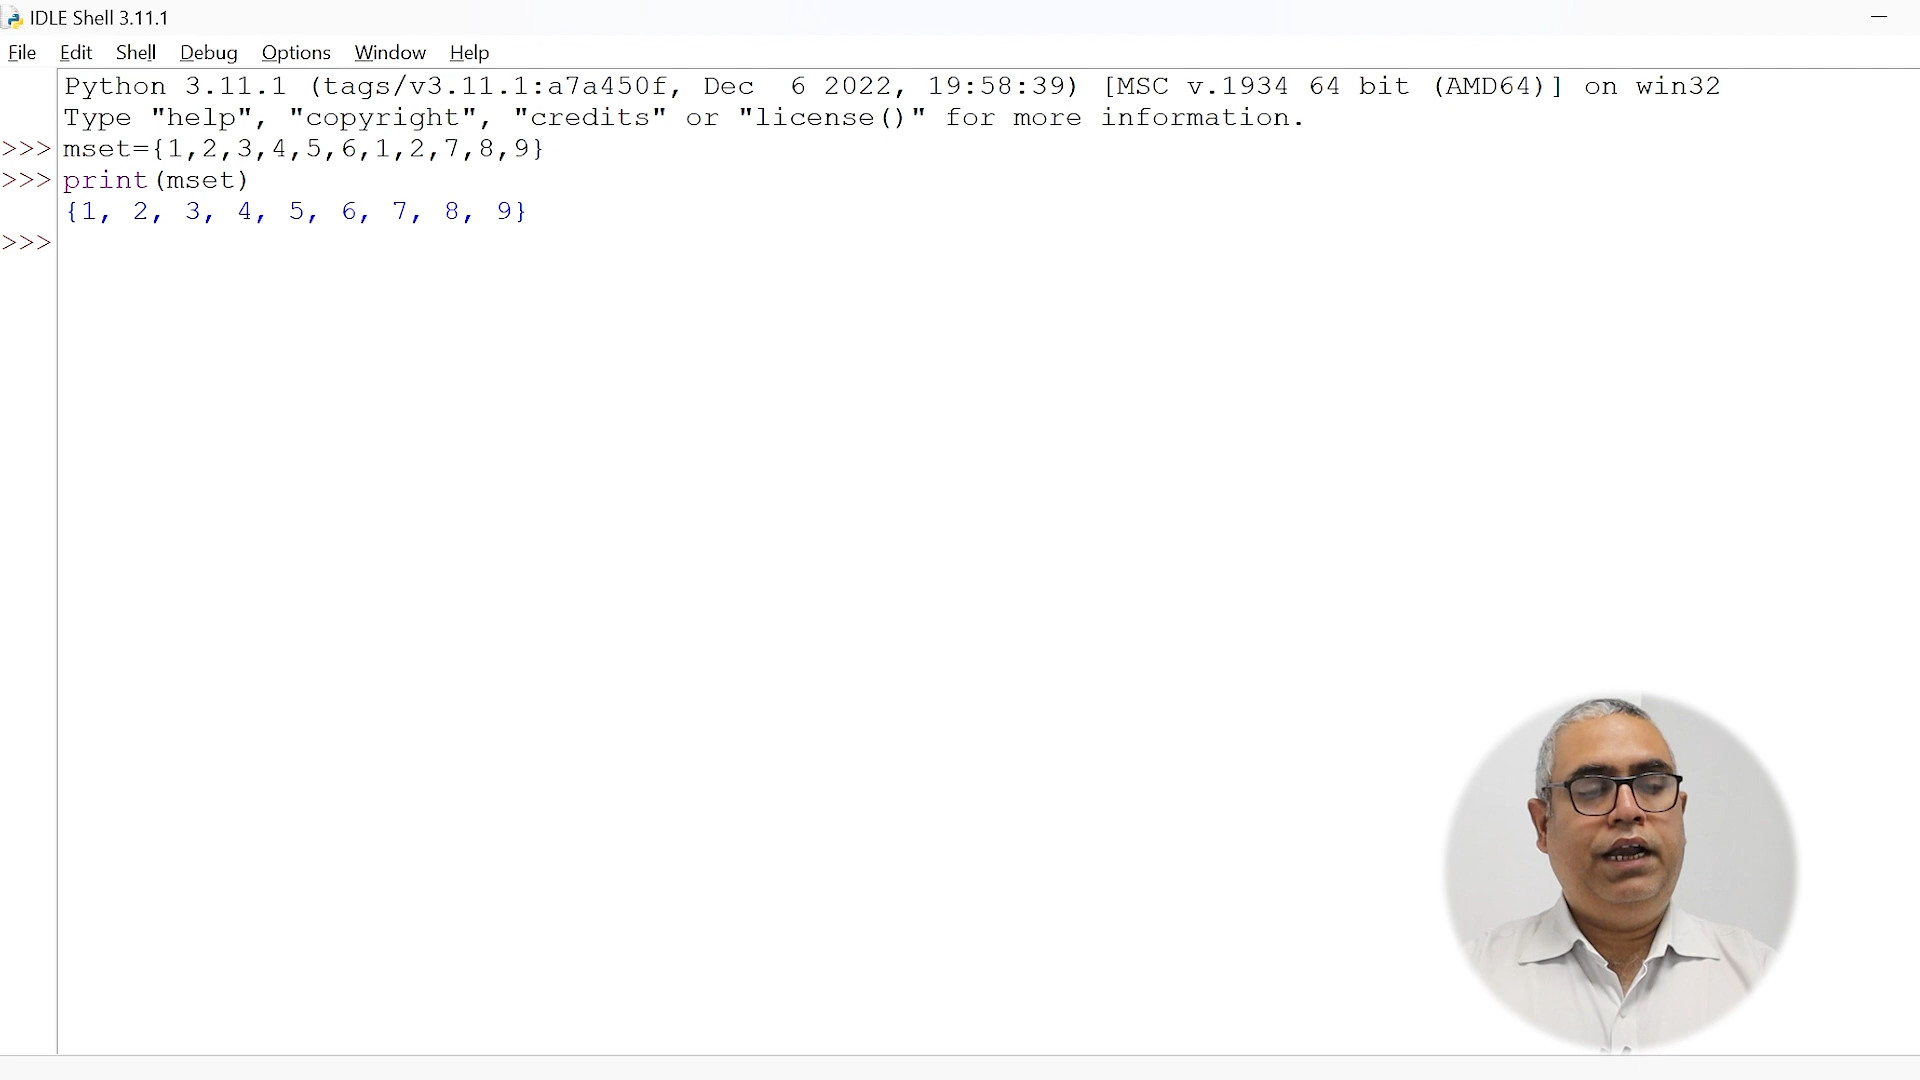 IDLE Shell 3.11.1
File Edit Shell Debug Options Window Help
Python 3.11.1 (tags/v3.11.1:a7a450f, Dec  6 2022, 19:58:39) [MSC v.1934 64 bit (AMD64)] on win32
Type "help", "copyright", "credits" or "license()" for more information.
>>> mset={1,2,3,4,5,6,1,2,7,8,9}
>>> print(mset)
{1, 2, 3, 4, 5, 6, 7, 8, 9}
>>>